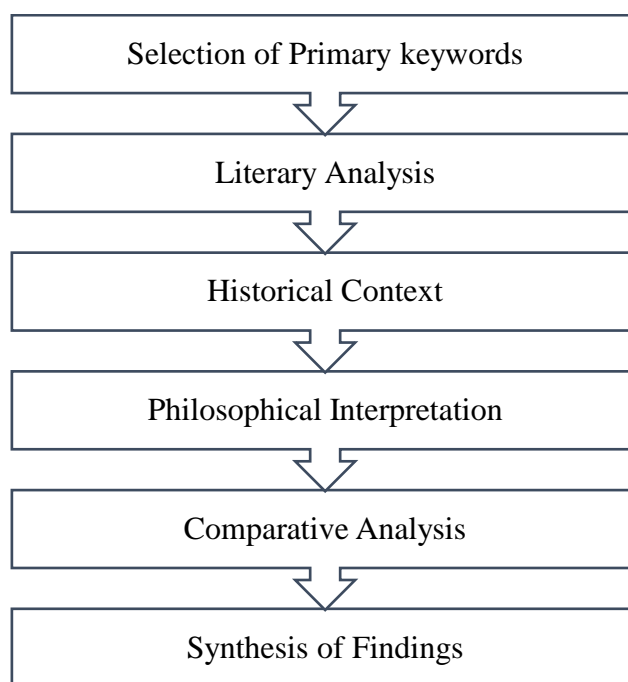 Selection of Primary keywords
Literary Analysis
Historical Context
Philosophical Interpretation
Comparative Analysis
Synthesis of Findings